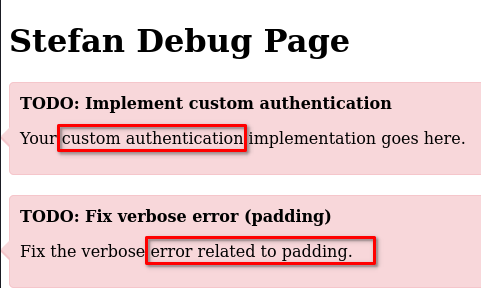 Stefan Debug Page
TODO: Implement custom authentication
Your custom authentication implementation goes here.
TODO: Fix verbose error (padding)
Fix the verbose error related to padding.